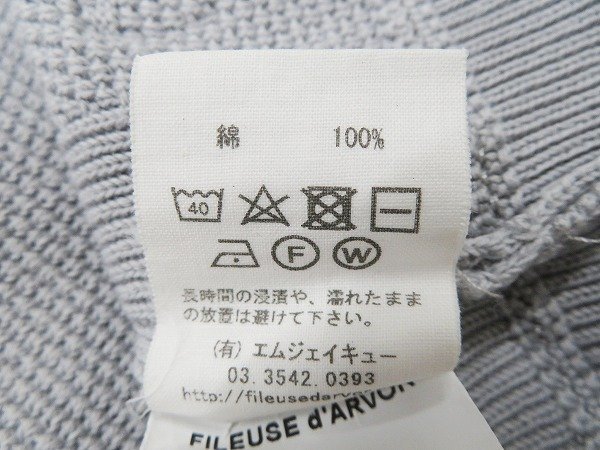 綿 100%
40
F W
長時間の浸漬や、濡れたまま
の放置は避けて下さい。
(有) エムジェイキュー
03.3542.0393
http://fileusedarvo
FILEUSE d'ARVOR